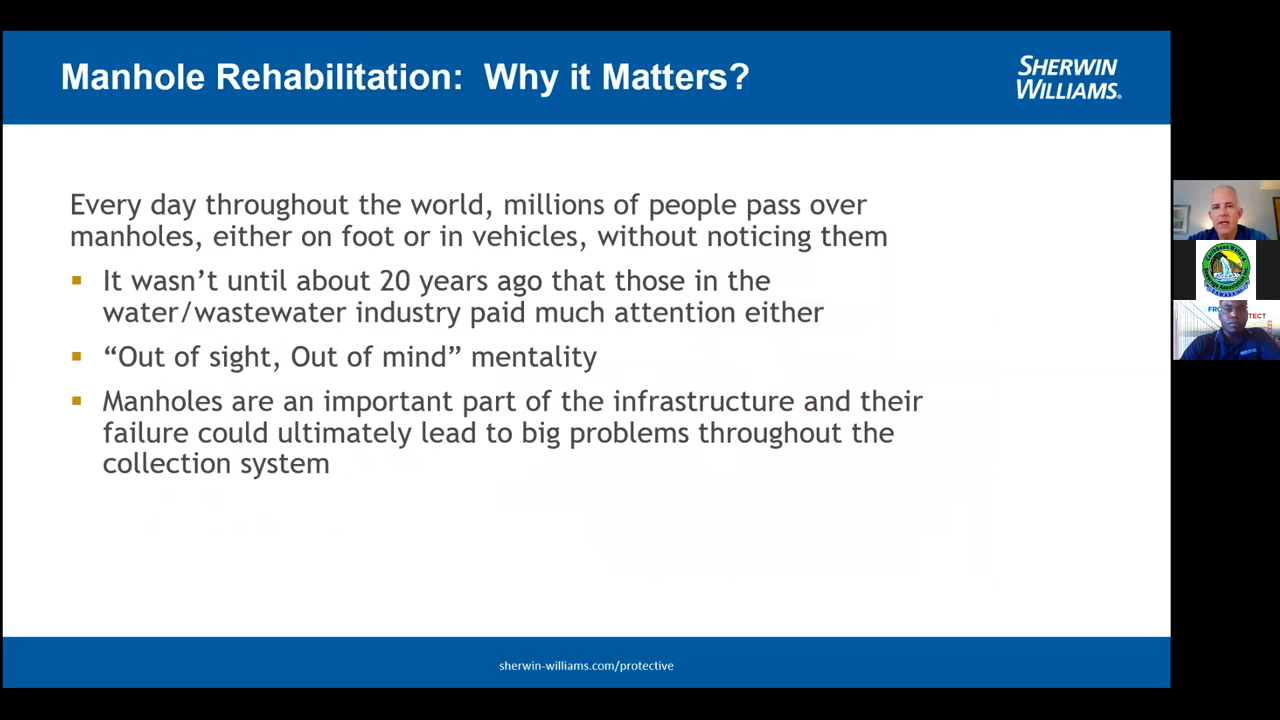 Manhole Rehabilitation: Why it Matters?
SHERWIN
WILLIAMS.
Every day throughout the world, millions of people pass over
manholes, either on foot or in vehicles, without noticing them
It wasn’t until about 20 years ago that those in the
water/wastewater industry paid much attention either
“Out of sight, Out of mind” mentality
Manholes are an important part of the infrastructure and their
failure could ultimately lead to big problems throughout the
collection system
sherwin-williams.com/protective